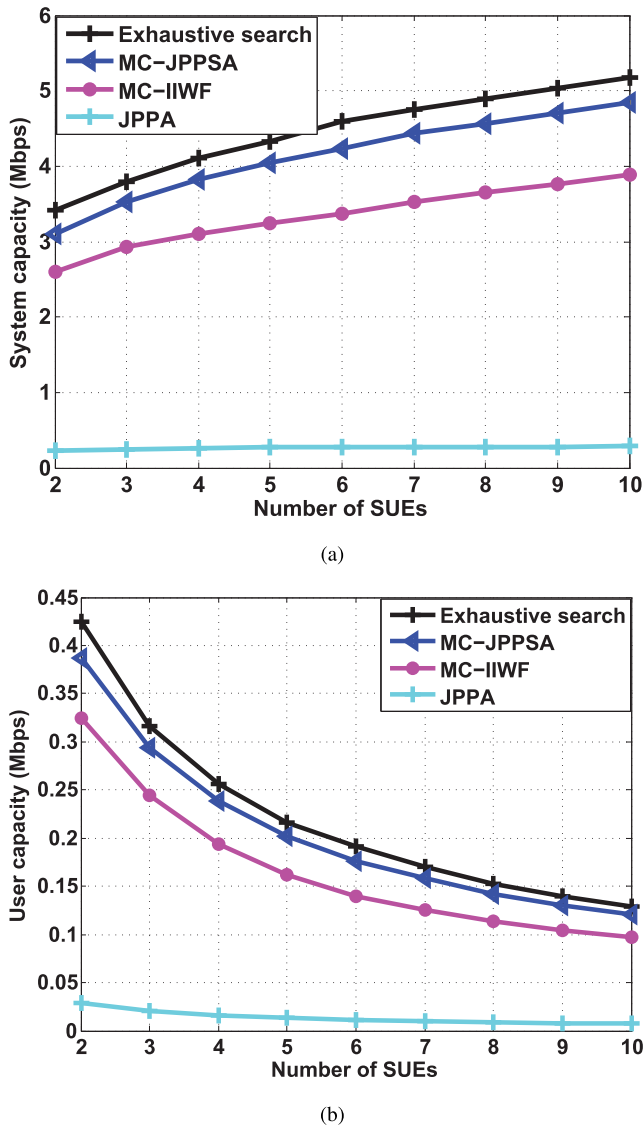 6
5
4
3
2
1
0
System capacity (Mbps)
Exhaustive search
MC-JPPSA
MC-IIWF
JPPA
2 3 4 5 6 7 8 9 10
Number of SUEs
(a)
0.45
0.4
0.35
0.3
0.25
0.2
0.15
0.1
0.05
0
User capacity (Mbps)
Exhaustive search
MC-JPPSA
MC-IIWF
JPPA
2 3 4 5 6 7 8 9 10
Number of SUEs
(b)